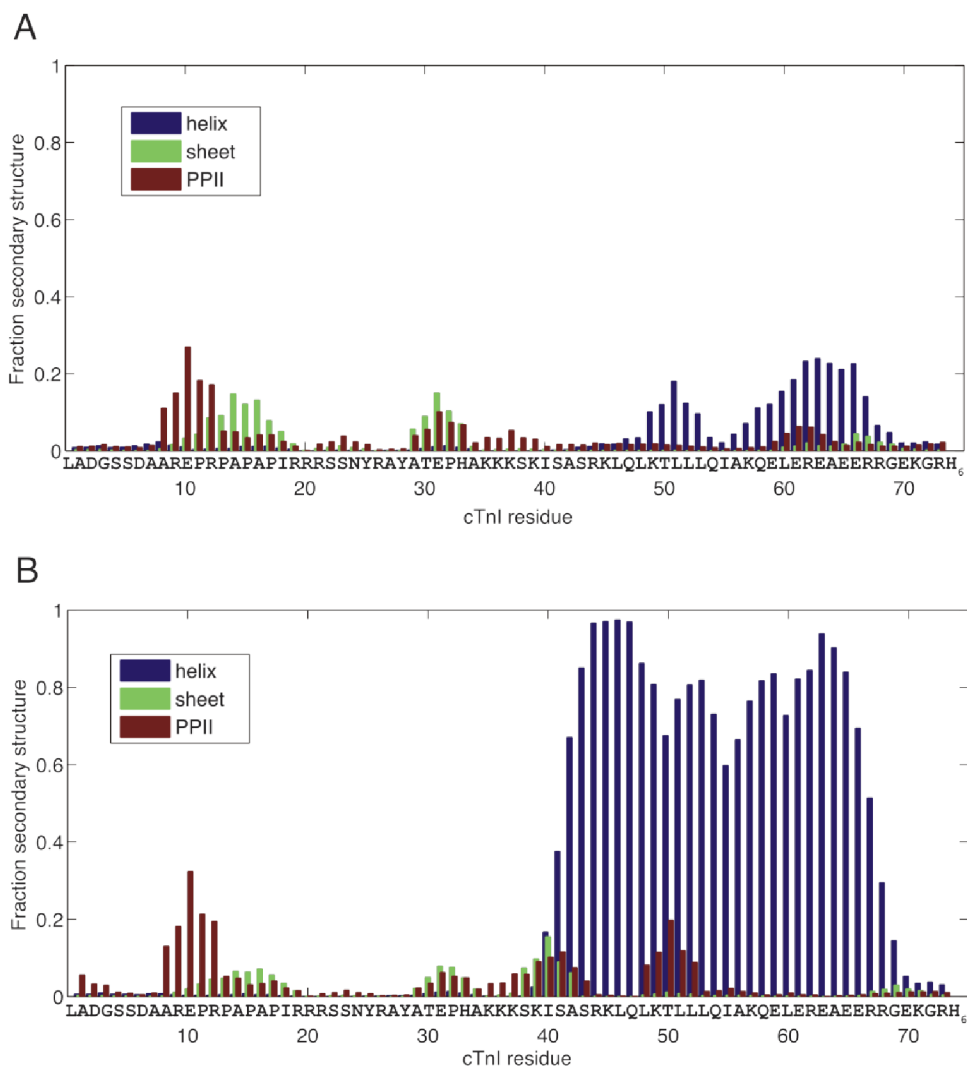 A
1
0.8
0.6
0.4
0.2
0
Fraction secondary structure
helix
sheet
PPII
LADGSSDAAREPRPAPAPIRRRSSNYRAYATEPHAKKKSKISASRKLQLKTLLLQIAKQELEREAEERRGEKGRH6
10 20 30 40 50 60 70
cTnI residue
B
1
0.8
0.6
0.4
0.2
0
Fraction secondary structure
helix
sheet
PPII
LADGSSDAAREPRPAPAPIRRRSSNYRAYATEPHAKKKSKISASRKLQLKTLLLQIAKQELEREAEERRGEKGRH6
10 20 30 40 50 60 70
cTnI residue